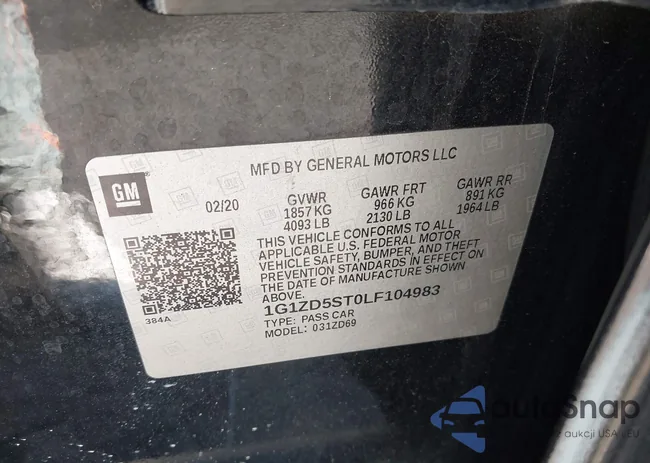 MFD BY GENERAL MOTORS LLC
GM
02/20
GVWR
1857 KG
4093 LB
GAWR FRT
966 KG
2130 LB
GAWR RR
891 KG
1964 LB
THIS VEHICLE CONFORMS TO ALL
APPLICABLE U.S. FEDERAL MOTOR
VEHICLE SAFETY, BUMPER, AND THEFT
PREVENTION STANDARDS IN EFFECT ON
THE DATE OF MANUFACTURE SHOWN
ABOVE.
1G1ZD5ST0LF104983
TYPE: PASS CAR
MODEL: 031ZD69
384A
autoSnap
z aukcji USA i EU